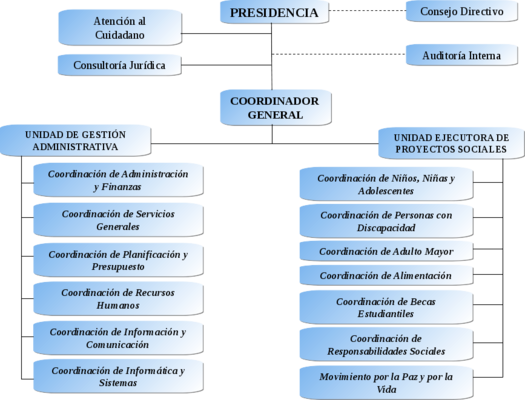 PRESIDENCIA
Consejo Directivo
Atención al
Cuidadano
Auditoría Interna
Consultoría Jurídica
COORDINADOR
GENERAL
UNIDAD DE GESTIÓN
ADMINISTRATIVA
UNIDAD EJECUTORA DE
PROYECTOS SOCIALES
Coordinación de Administración
y Finanzas
Coordinación de Servicios
Generales
Coordinación de Planificación y
Presupuesto
Coordinación de Recursos
Humanos
Coordinación de Información y
Comunicación
Coordinación de Informática y
Sistemas
Coordinación de Niños, Niñas y
Adolescentes
Coordinación de Personas con
Discapacidad
Coordinación de Adulto Mayor
Coordinación de Alimentación
Coordinación de Becas
Estudiantiles
Coordinación de
Responsabilidades Sociales
Movimiento por la Paz y por la
Vida